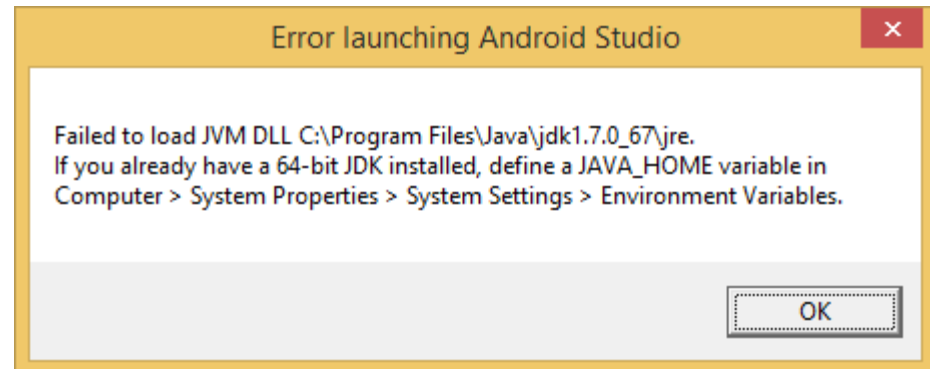 Error launching Android Studio
Failed to load JVM DLL C:\Program Files\Java\jdk1.7.0_67\jre.
If you already have a 64-bit JDK installed, define a JAVA_HOME variable in
Computer > System Properties > System Settings > Environment Variables.
OK